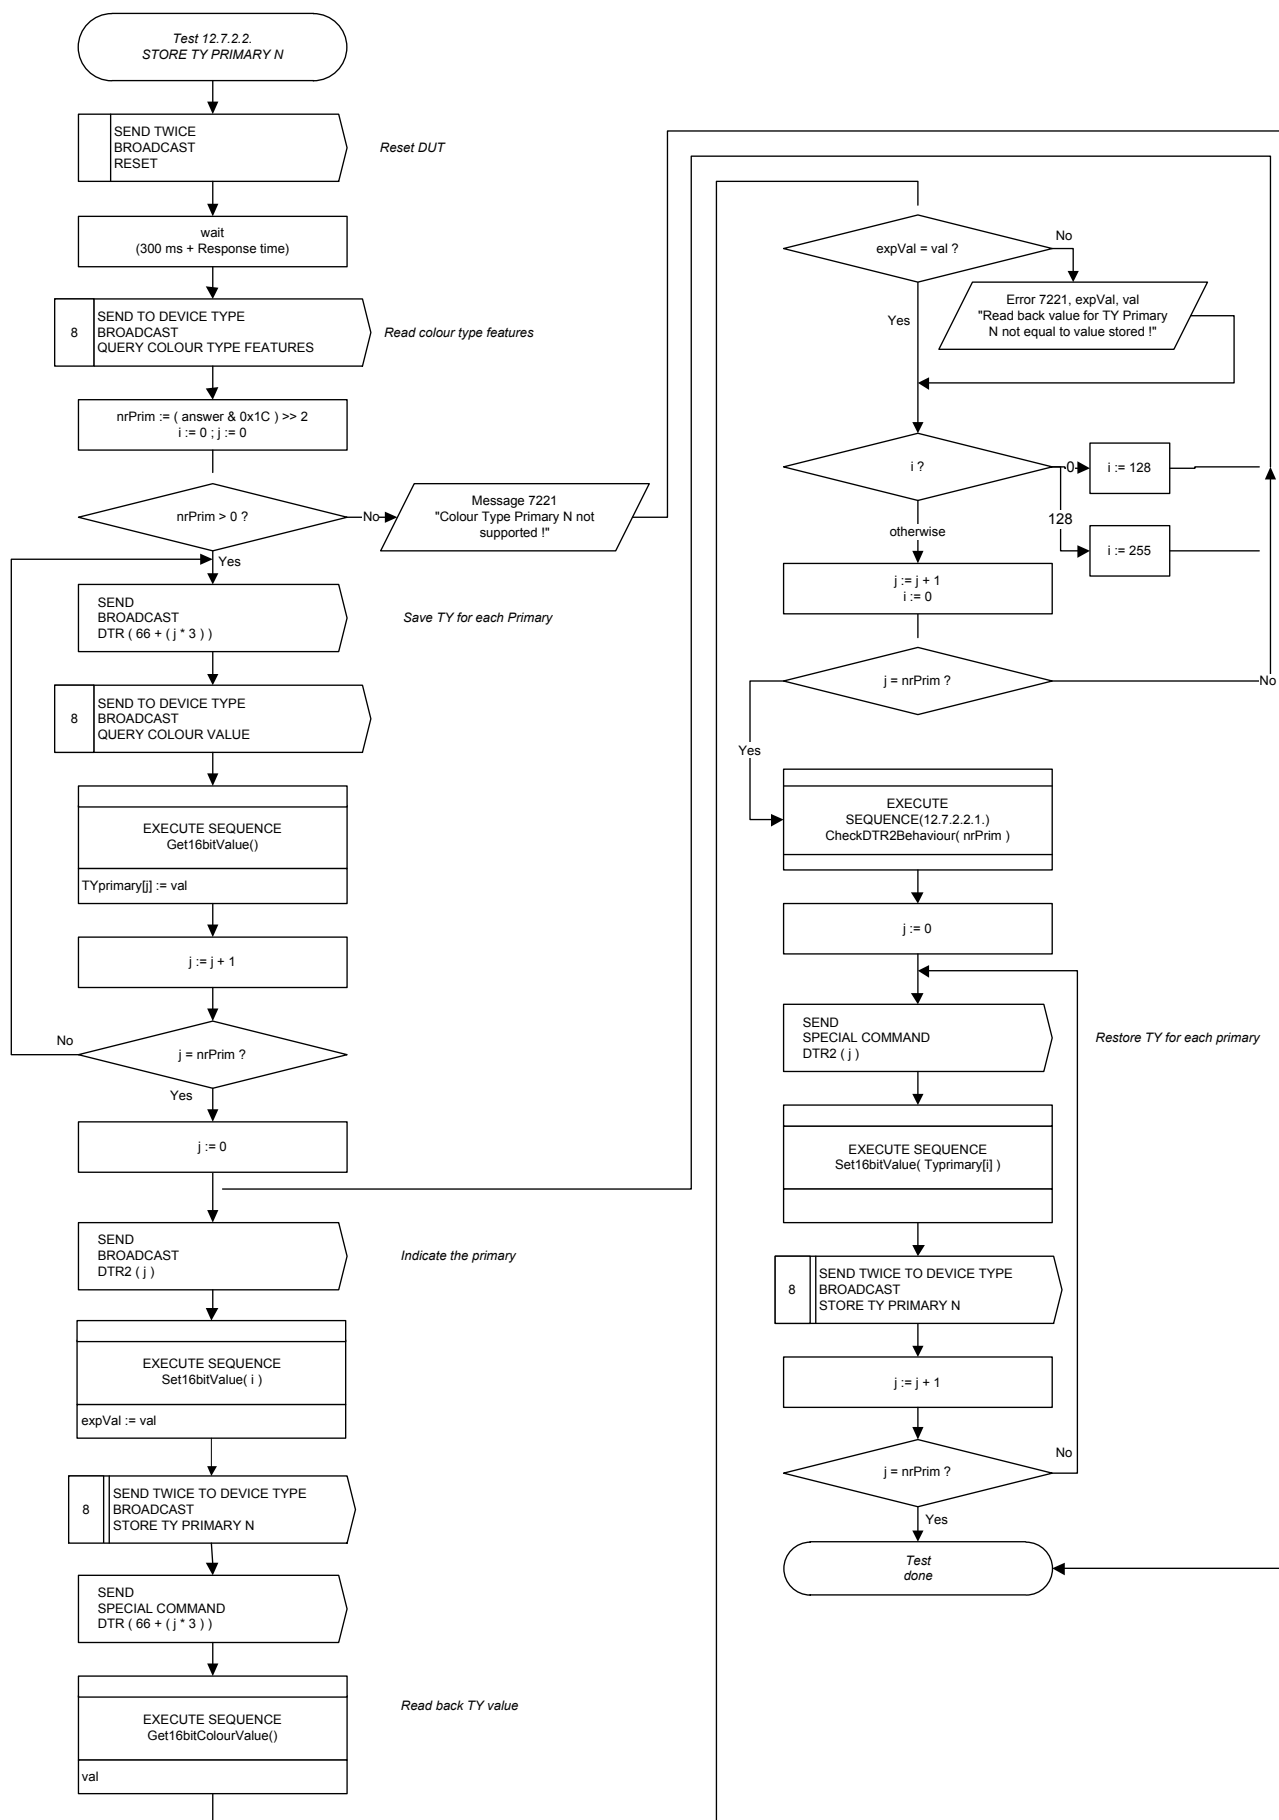 Test 12.7.2.2.
STORE TY PRIMARY N
SEND TWICE
BROADCAST
RESET
Reset DUT
wait
(300 ms + Response time)
8
SEND TO DEVICE TYPE
BROADCAST
QUERY COLOUR TYPE FEATURES
Read colour type features
nrPrim := ( answer & 0x1C ) >> 2
i := 0 ; j := 0
nrPrim > 0 ?
No
Message 7221
"Colour Type Primary N not
supported !"
Yes
SEND
BROADCAST
DTR ( 66 + ( j * 3 ) )
Save TY for each Primary
8
SEND TO DEVICE TYPE
BROADCAST
QUERY COLOUR VALUE
EXECUTE SEQUENCE
Get16bitValue()
TYprimary[j] := val
j := j + 1
No
j = nrPrim ?
Yes
j := 0
SEND
BROADCAST
DTR2 ( j )
Indicate the primary
EXECUTE SEQUENCE
Set16bitValue( i )
expVal := val
8
SEND TWICE TO DEVICE TYPE
BROADCAST
STORE TY PRIMARY N
SEND
SPECIAL COMMAND
DTR ( 66 + ( j * 3 ) )
EXECUTE SEQUENCE
Get16bitColourValue()
val
Read back TY value
expVal = val ?
No
Error 7221, expVal, val
"Read back value for TY Primary
N not equal to value stored !"
Yes
i ?
0
i := 128
128
i := 255
otherwise
j := j + 1
i := 0
j = nrPrim ?
No
Yes
EXECUTE
SEQUENCE(12.7.2.2.1.)
CheckDTR2Behaviour( nrPrim )
j := 0
SEND
SPECIAL COMMAND
DTR2 ( j )
Restore TY for each primary
EXECUTE SEQUENCE
Set16bitValue( Typrimary[i] )
8
SEND TWICE TO DEVICE TYPE
BROADCAST
STORE TY PRIMARY N
j := j + 1
j = nrPrim ?
No
Yes
Test
done